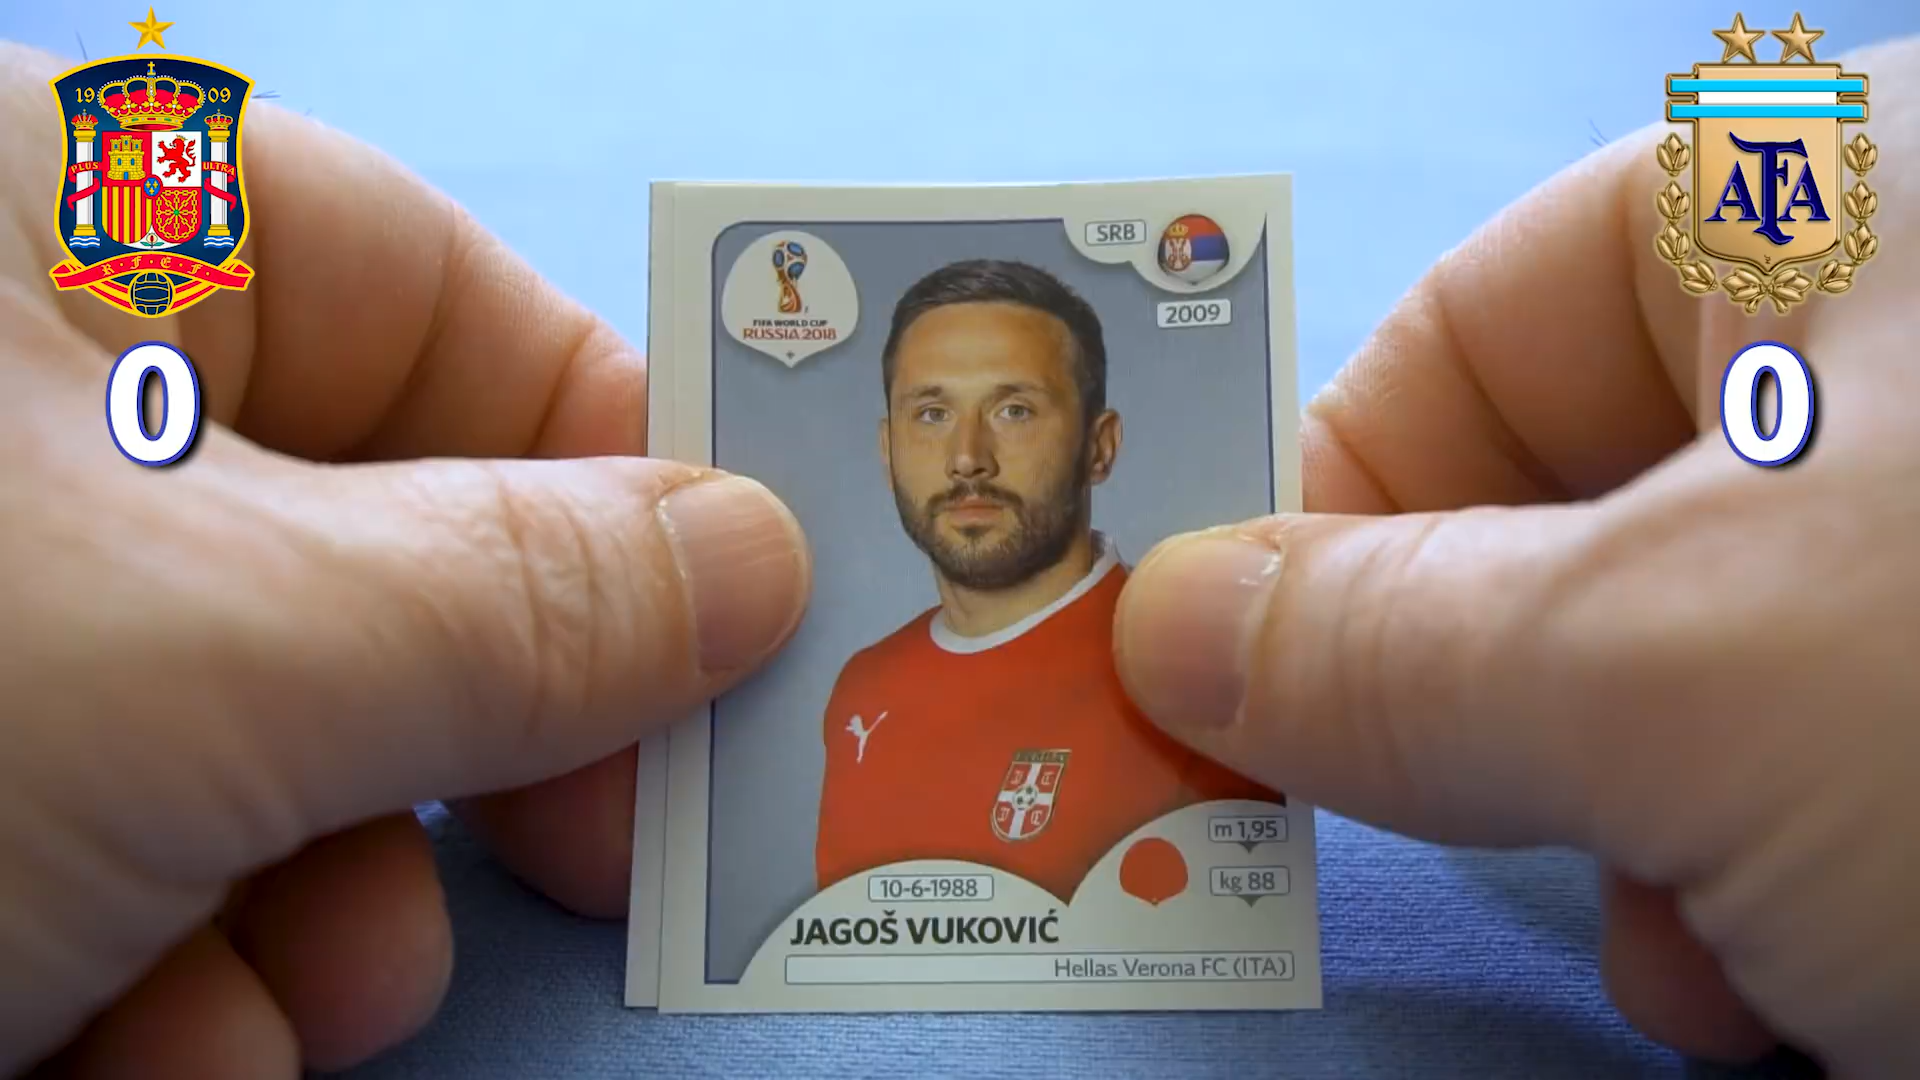 19 09
PLUS ULTRA
R.F.E.F.
0
AFA
0
SRB
2009
FIFA WORLD CUP
RUSSIA 2018
m 1,95
kg 88
10-6-1988
JAGOŠ VUKOVIĆ
Hellas Verona FC (ITA)